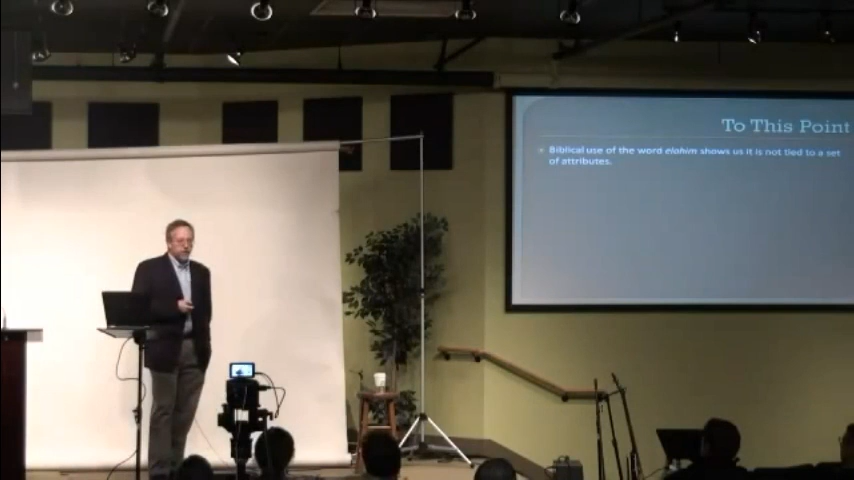 To This Point
Biblical use of the word elohim shows us it is not tied to a set
of attributes.